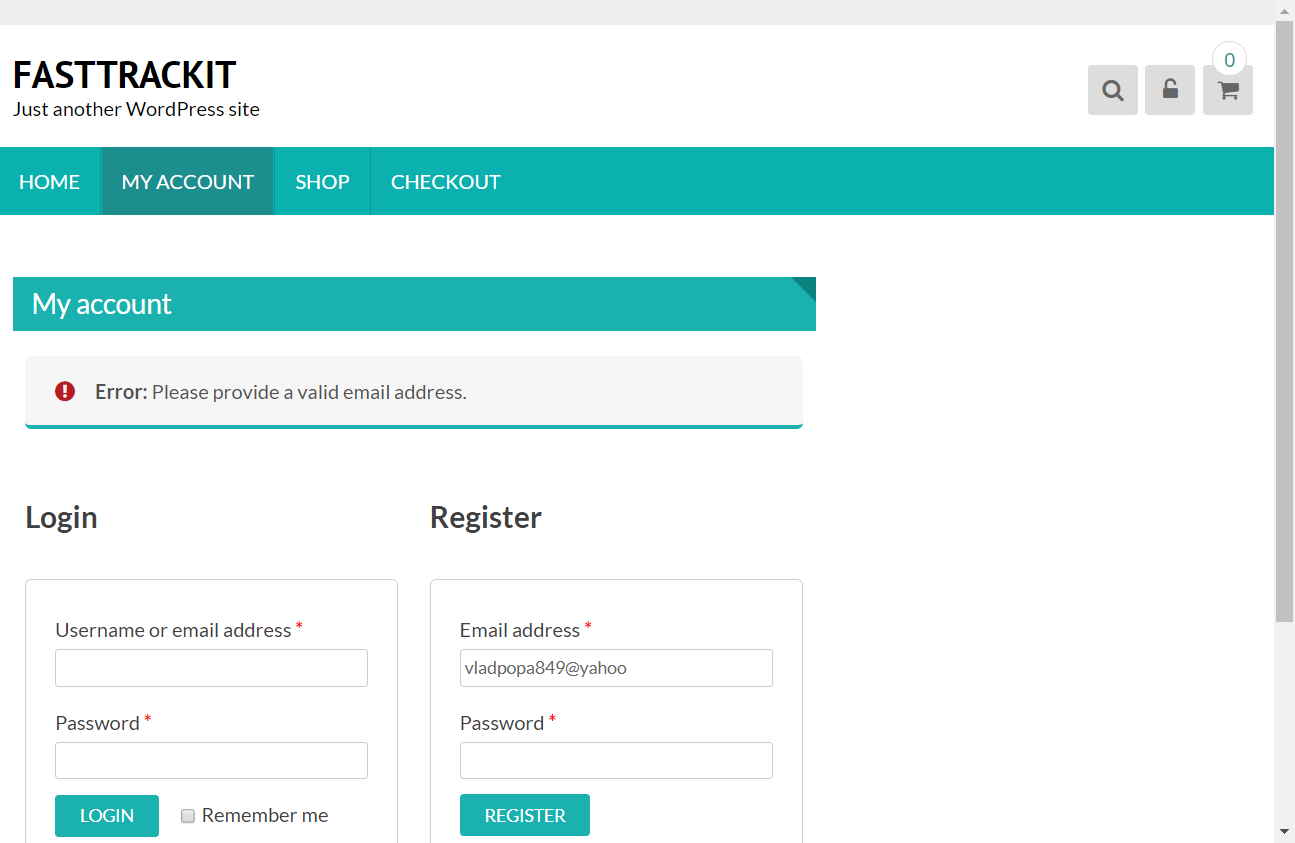 FASTTRACKIT
Just another WordPress site
0
HOME MY ACCOUNT SHOP CHECKOUT
My account
Error: Please provide a valid email address.
Login
Username or email address *
Password *
LOGIN Remember me
Register
Email address *
vladpopa849@yahoo
Password *
REGISTER